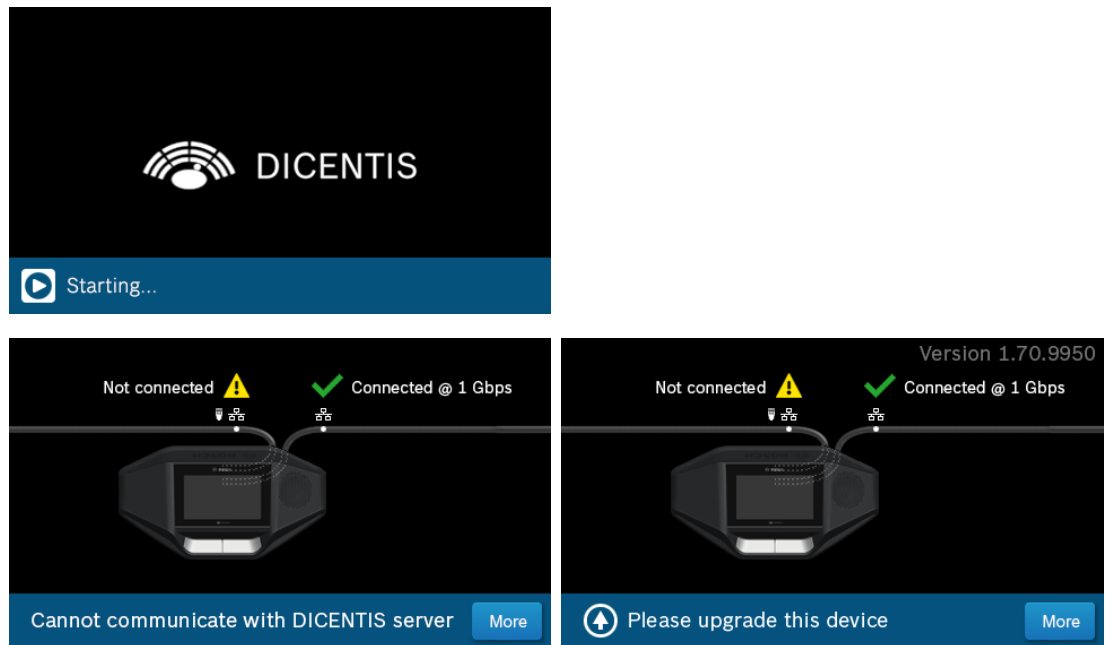 DICENTIS
Starting...
Not connected
Connected @ 1 Gbps
Cannot communicate with DICENTIS server
More
Version 1.70.9950
Not connected
Connected @ 1 Gbps
Please upgrade this device
More